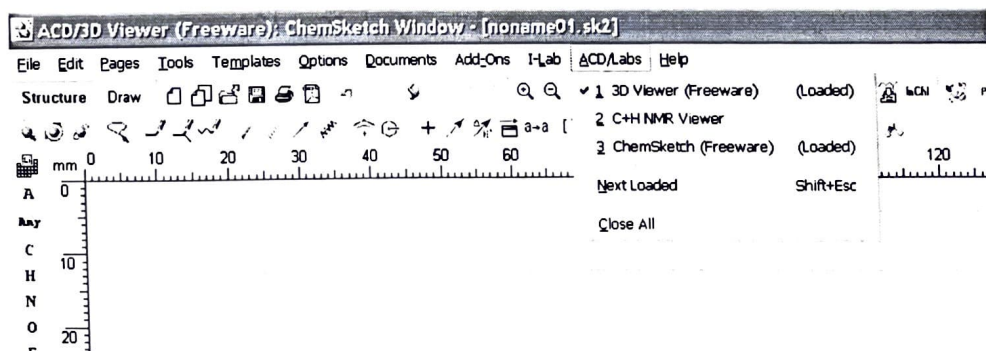 ACD/3D Viewer (Freeware): ChemSketch Window - [noname01.sk2]
File Edit Pages Tools Templates Options Documents Add-Ons I-Lab ACD/Labs Help
Structure Draw
1 3D Viewer (Freeware) (Loaded)
2 C+H NMR Viewer
3 ChemSketch (Freeware) (Loaded)
Next Loaded Shift+Esc
Close All
a→a [
mm 0 10 20 30 40 50 60 120
A 0
Any
C
10
H
N
O
20